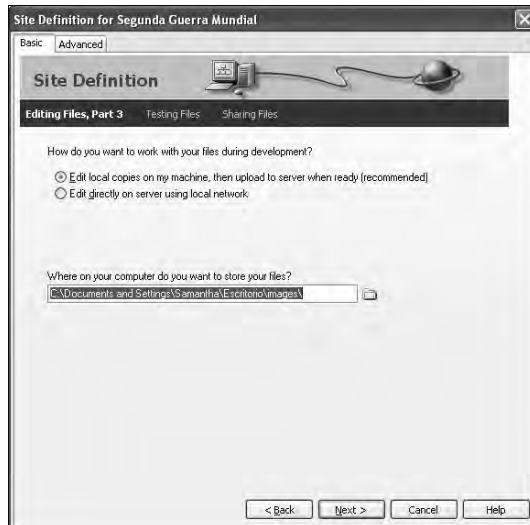 Site Definition for Segunda Guerra Mundial
Basic Advanced
Site Definition
Editing Files, Part 3 Testing Files Sharing Files
How do you want to work with your files during development?
Edit local copies on my machine, then upload to server when ready (recommended)
Edit directly on server using local network
Where on your computer do you want to store your files?
C:\Documents and Settings\Samantha\Escritorio\images\
< Back Next > Cancel Help